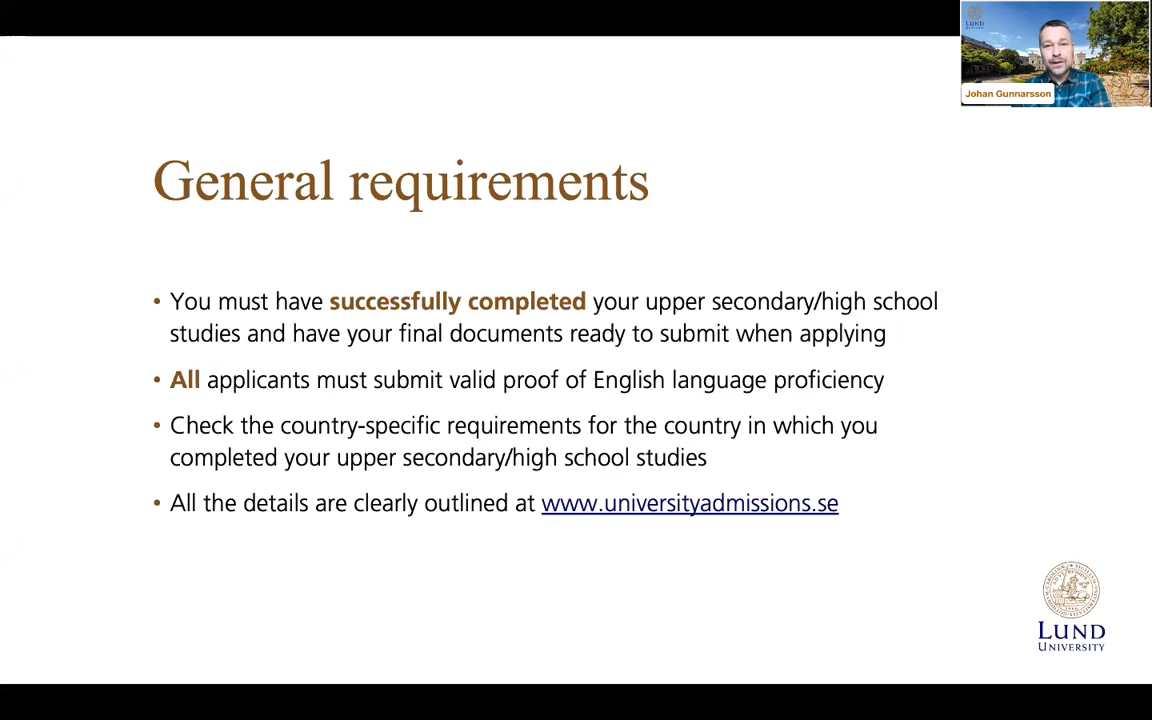 LUND
Johan Gunnarsson
General requirements
• You must have successfully completed your upper secondary/high school
studies and have your final documents ready to submit when applying
• All applicants must submit valid proof of English language proficiency
• Check the country-specific requirements for the country in which you
completed your upper secondary/high school studies
• All the details are clearly outlined at www.universityadmissions.se
LUND
UNIVERSITY